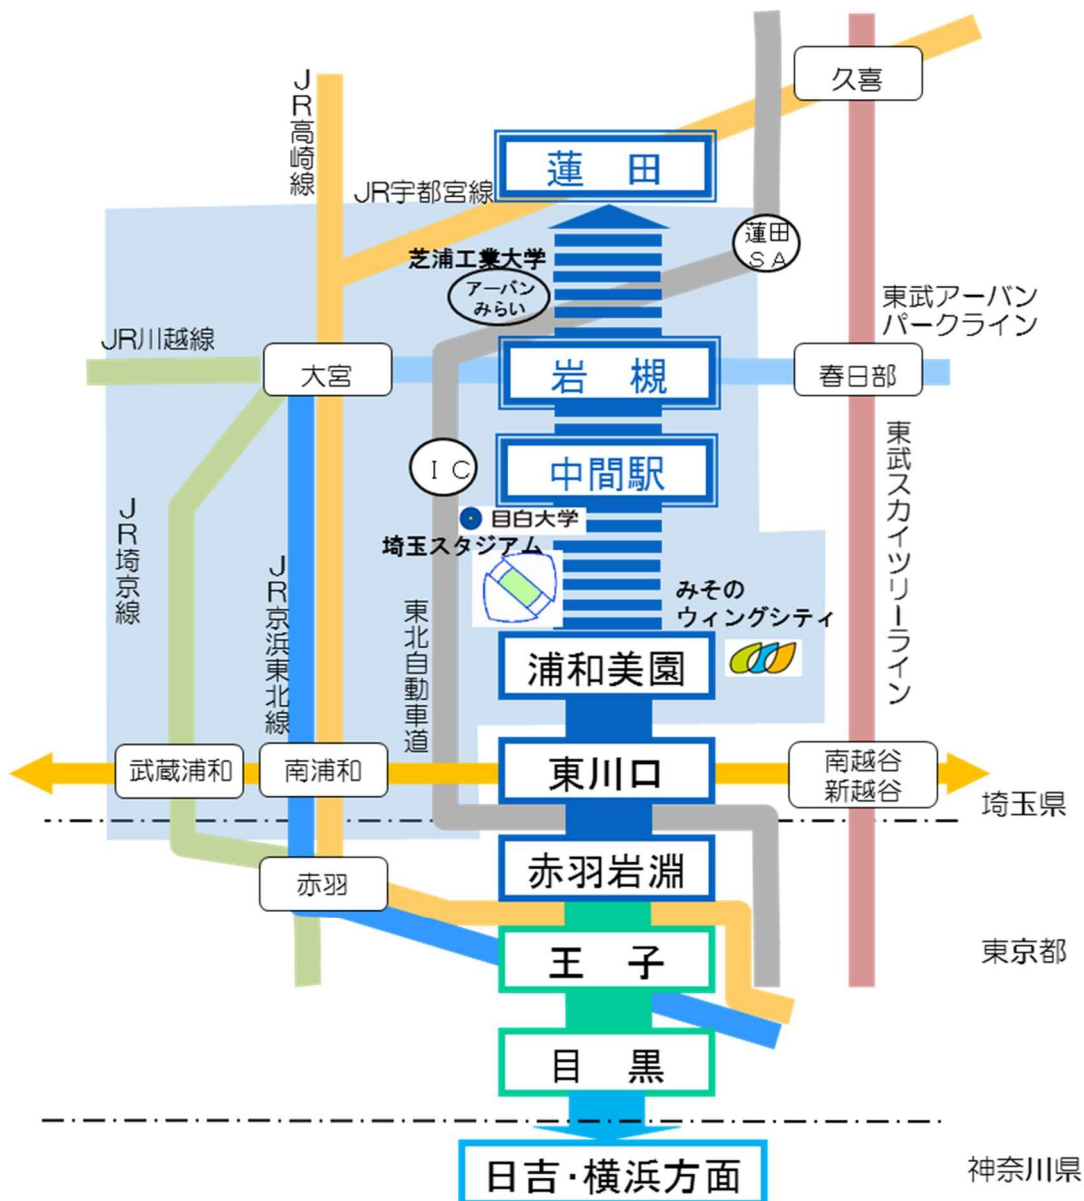 久喜
JR高崎線
蓮　田
JR宇都宮線
蓮田
ＳＡ
芝浦工業大学
アーバン
みらい
東武アーバン
パークライン
JR川越線
大宮
岩　槻
春日部
中間駅
ＩＣ
東武スカイツリーライン
目白大学
埼玉スタジアム
JR埼京線
JR京浜東北線
東北自動車道
みその
ウィングシティ
浦和美園
武蔵浦和
南浦和
東川口
南越谷
新越谷
埼玉県
赤羽岩淵
赤羽
王　子
東京都
目　黒
日吉・横浜方面
神奈川県